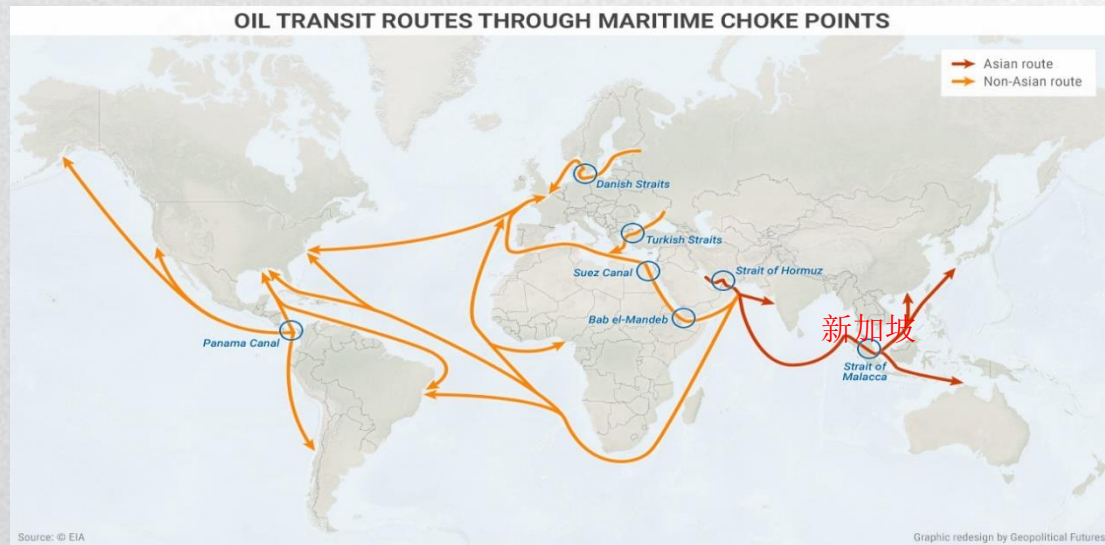 OIL TRANSIT ROUTES THROUGH MARITIME CHOKE POINTS
Asian route
Non-Asian route
Danish Straits
Turkish Straits
Suez Canal
Strait of Hormuz
Bab el-Mandeb
新加坡
Panama Canal
Strait of
Malacca
Source: © EIA
Graphic redesign by Geopolitical Futures